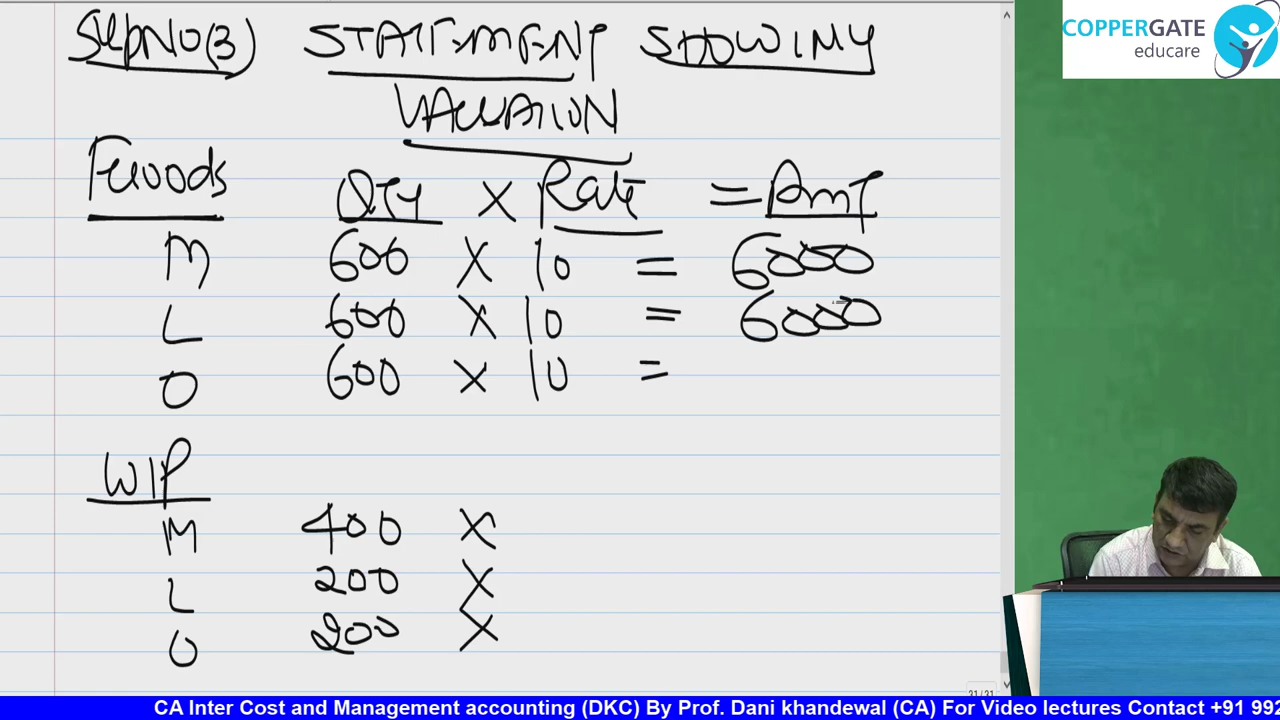 COPPERGATE
educare
STEP NO (3) STATEMENT SHOWING
VALUATION
F Goods Qty X Rate = Amt
M 600 X 10 = 6000
L 600 X 10 = 6000
O 600 X 10 =
WIP
M 400 X
L 200 X
O 200 X
31/31
CA Inter Cost and Management accounting (DKC) By Prof. Dani khandewal (CA) For Video lectures Contact +91 992